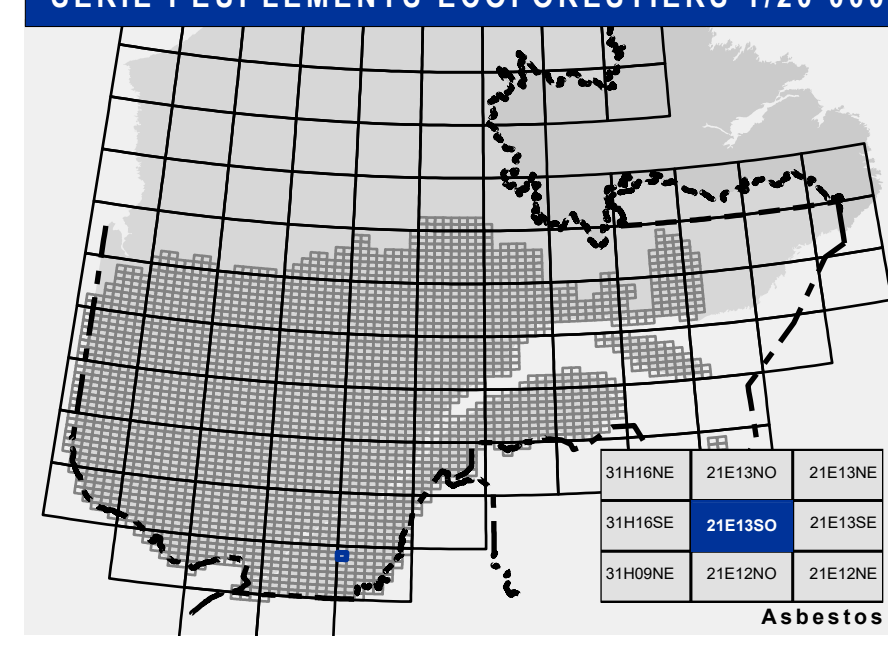 SÉRIE PEUPLEMENTS ÉCOFORESTIERS 1/20 000
31H16NE 21E13NO 21E13NE
31H16SE 21E13SO 21E13SE
31H09NE 21E12NO 21E12NE
Asbestos